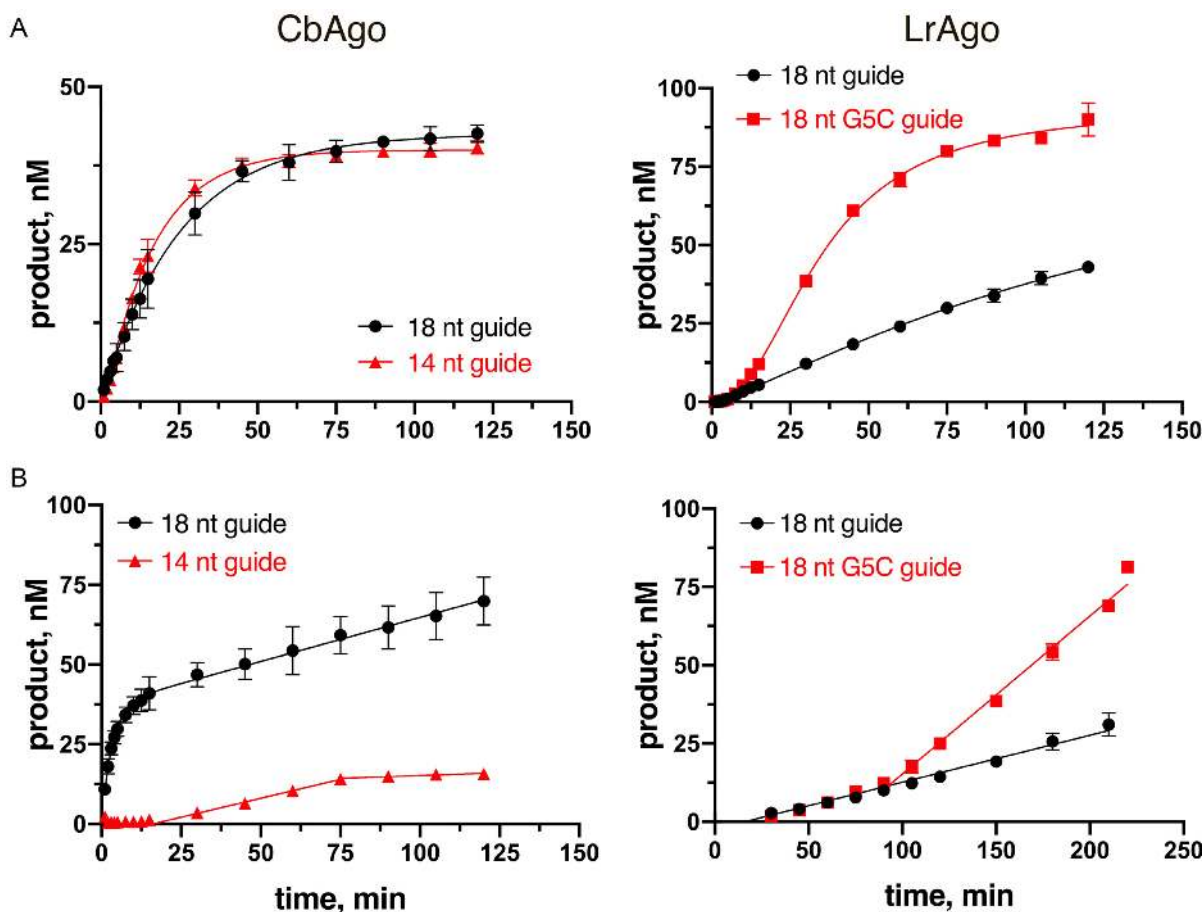 A
CbAgo
LrAgo
50
25
0
product, nM
18 nt guide
14 nt guide
0 25 50 75 100 125 150
100
75
50
25
0
product, nM
18 nt guide
18 nt G5C guide
0 25 50 75 100 125 150
B
100
75
50
25
0
product, nM
18 nt guide
14 nt guide
0 25 50 75 100 125 150
time, min
100
75
50
25
0
product, nM
18 nt guide
18 nt G5C guide
0 50 100 150 200 250
time, min